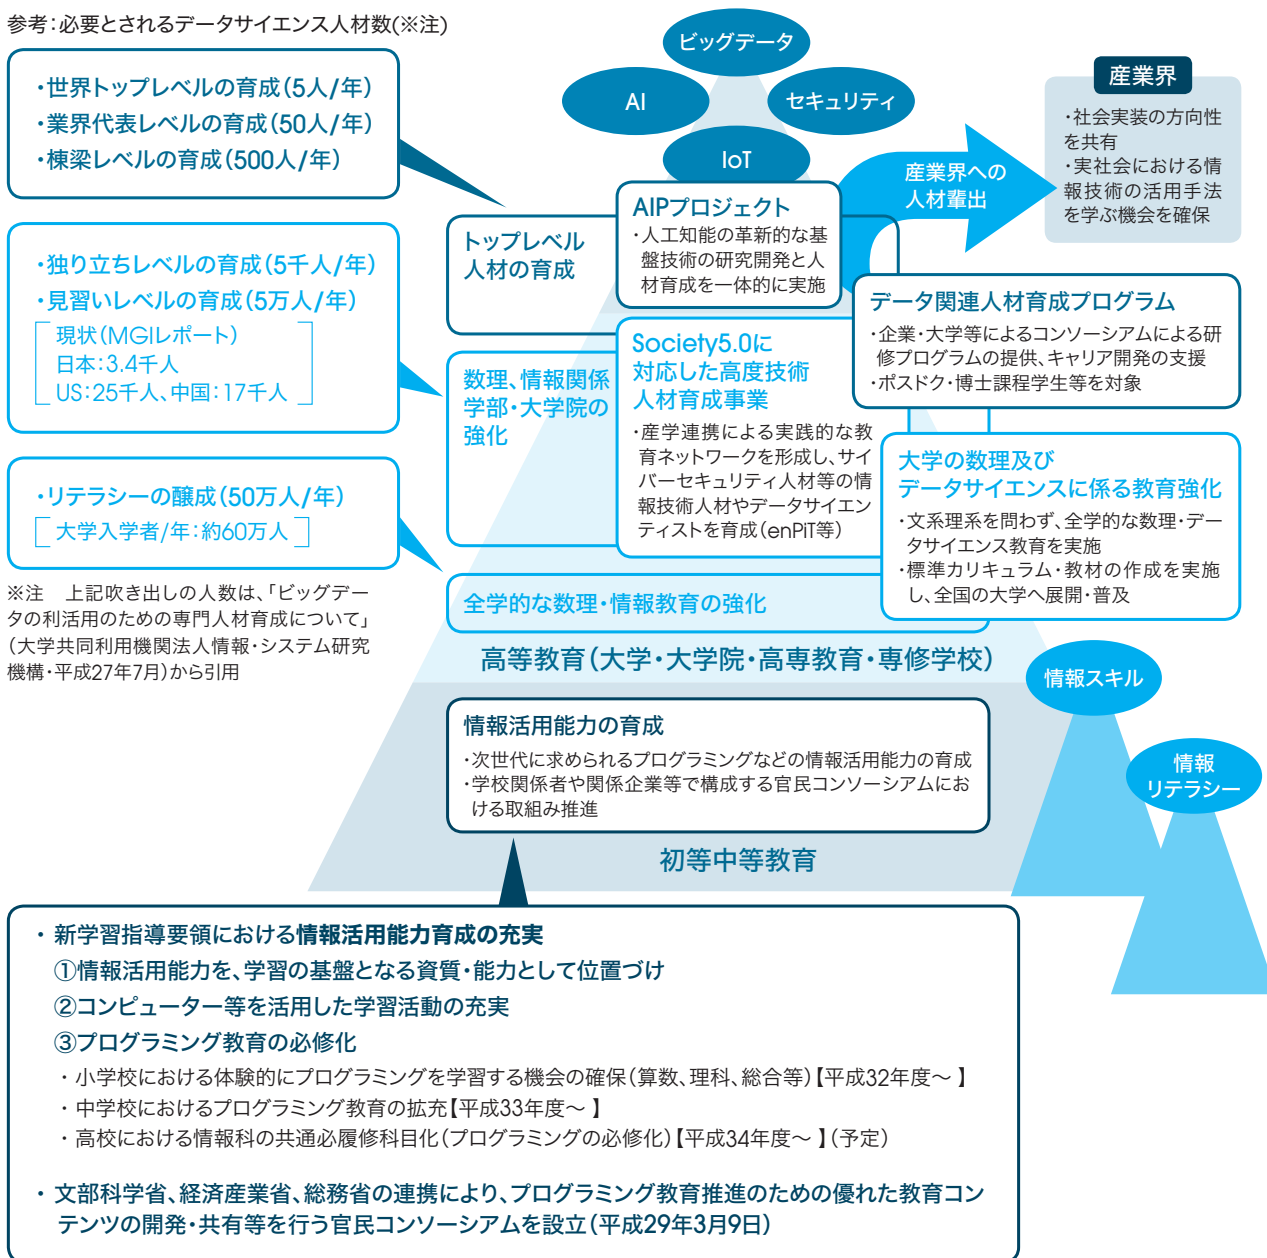 参考：必要とされるデータサイエンス人材数(※注)
・世界トップレベルの育成(5人/年)
・業界代表レベルの育成(50人/年)
・棟梁レベルの育成(500人/年)
・独り立ちレベルの育成(5千人/年)
・見習いレベルの育成(5万人/年)
現状(MGIレポート)
日本：3.4千人
US：25千人、中国：17千人
・リテラシーの醸成(50万人/年)
大学入学者/年：約60万人
※注　上記吹き出しの人数は、「ビッグデー
タの利活用のための専門人材育成について」
(大学共同利用機関法人情報・システム研究
機構・平成27年7月)から引用
ビッグデータ
AI
セキュリティ
IoT
産業界への
人材輩出
産業界
・社会実装の方向性
を共有
・実社会における情
報技術の活用手法
を学ぶ機会を確保
トップレベル
人材の育成
AIPプロジェクト
・人工知能の革新的な基
盤技術の研究開発と人
材育成を一体的に実施
データ関連人材育成プログラム
・企業・大学等によるコンソーシアムによる研
修プログラムの提供、キャリア開発の支援
・ポスドク・博士課程学生等を対象
数理、情報関係
学部・大学院の
強化
Society5.0に
対応した高度技術
人材育成事業
・産学連携による実践的な教
育ネットワークを形成し、サイ
バーセキュリティ人材等の情
報技術人材やデータサイエン
ティストを育成(enPiT等)
大学の数理及び
データサイエンスに係る教育強化
・文系理系を問わず、全学的な数理・デー
タサイエンス教育を実施
・標準カリキュラム・教材の作成を実施
し、全国の大学へ展開・普及
全学的な数理・情報教育の強化
高等教育(大学・大学院・高専教育・専修学校)
情報スキル
情報
リテラシー
情報活用能力の育成
・次世代に求められるプログラミングなどの情報活用能力の育成
・学校関係者や関係企業等で構成する官民コンソーシアムにお
ける取組み推進
初等中等教育
・新学習指導要領における情報活用能力育成の充実
①情報活用能力を、学習の基盤となる資質・能力として位置づけ
②コンピューター等を活用した学習活動の充実
③プログラミング教育の必修化
・小学校における体験的にプログラミングを学習する機会の確保(算数、理科、総合等)【平成32年度～】
・中学校におけるプログラミング教育の拡充【平成33年度～】
・高校における情報科の共通必履修科目化(プログラミングの必修化)【平成34年度～】(予定)
・文部科学省、経済産業省、総務省の連携により、プログラミング教育推進のための優れた教育コン
テンツの開発・共有等を行う官民コンソーシアムを設立(平成29年3月9日)